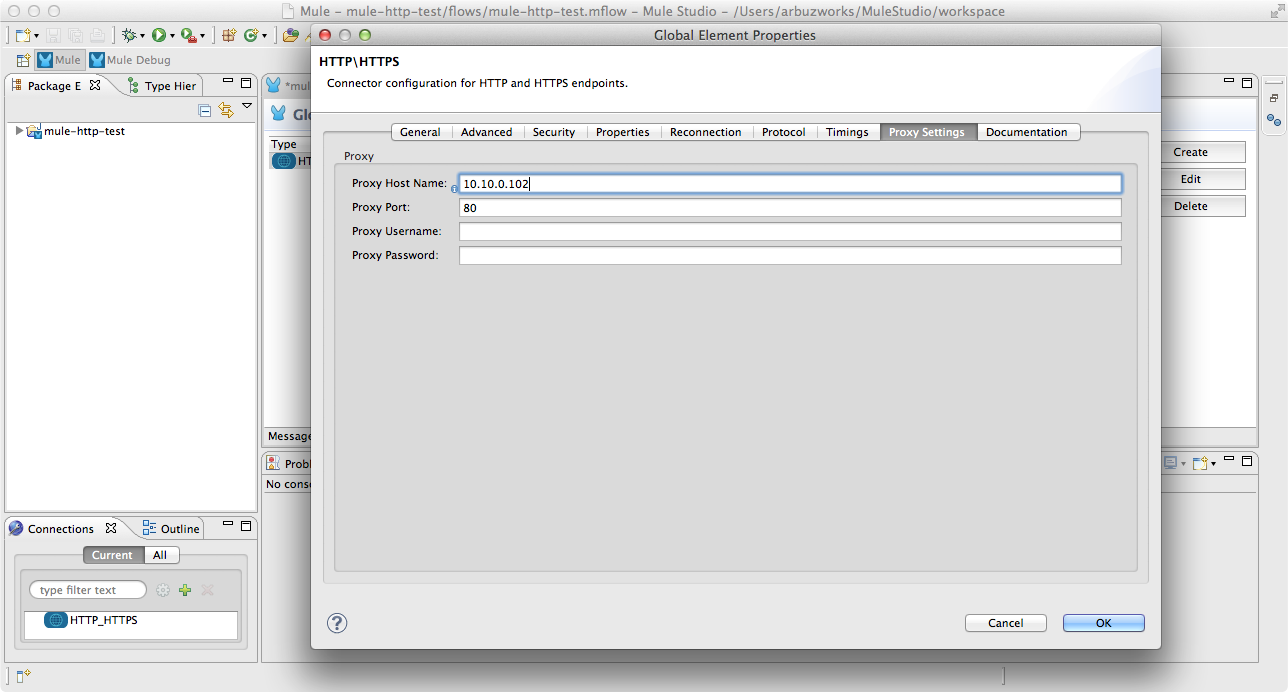 Mule – mule-http-test/flows/mule-http-test.mflow – Mule Studio – /Users/arbuzworks/MuleStudio/workspace
Global Element Properties
Mule
Mule Debug
HTTP\HTTPS
Connector configuration for HTTP and HTTPS endpoints.
Package E
Type Hier
*mul
Glo
mule-http-test
Type
HT
General
Advanced
Security
Properties
Reconnection
Protocol
Timings
Proxy Settings
Documentation
Create
Edit
Delete
Proxy
Proxy Host Name:
10.10.0.102
Proxy Port:
80
Proxy Username:
Proxy Password:
Message
Probl
No conso
Connections
Outline
Current
All
type filter text
HTTP_HTTPS
?
Cancel
OK